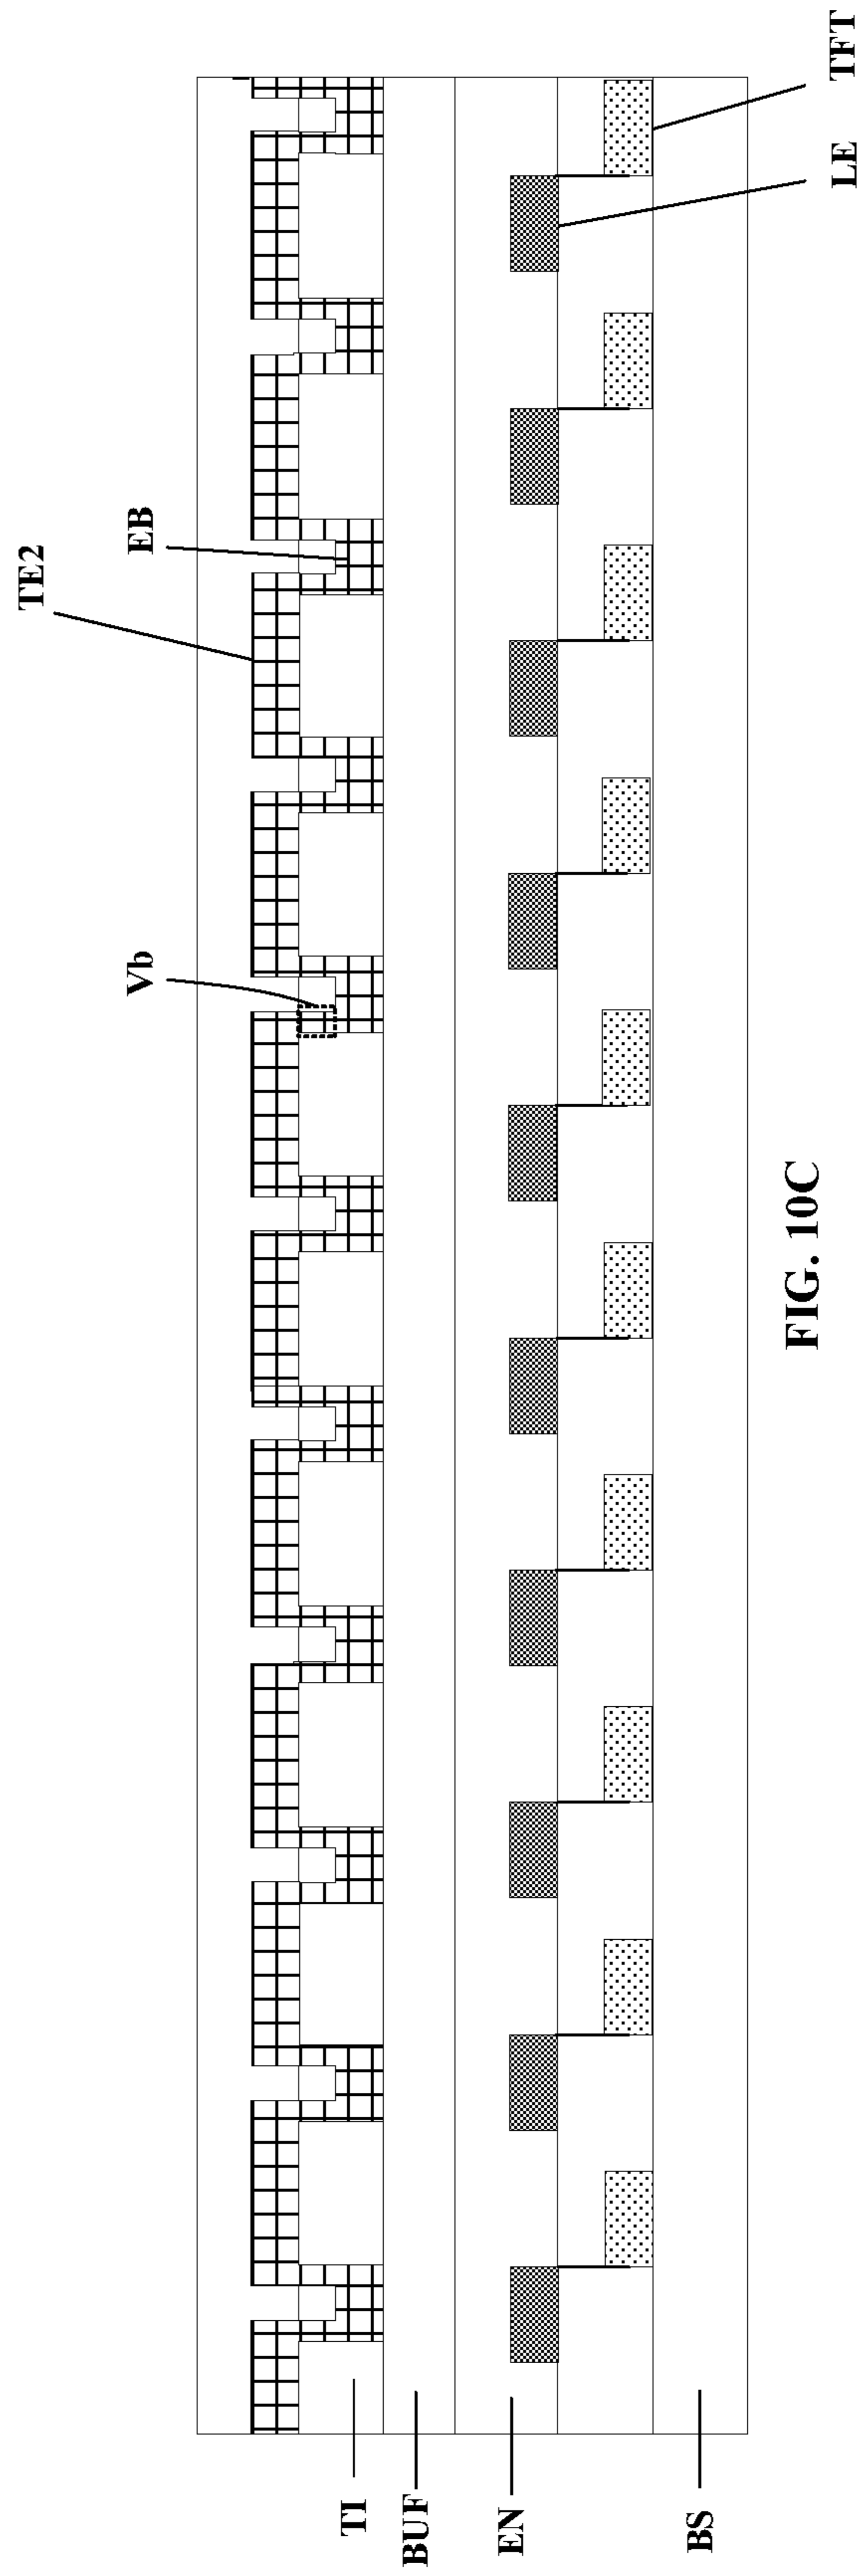 TE2
EB
Vb
TI
BUF
EN
BS
LE
TFT
FIG. 10C